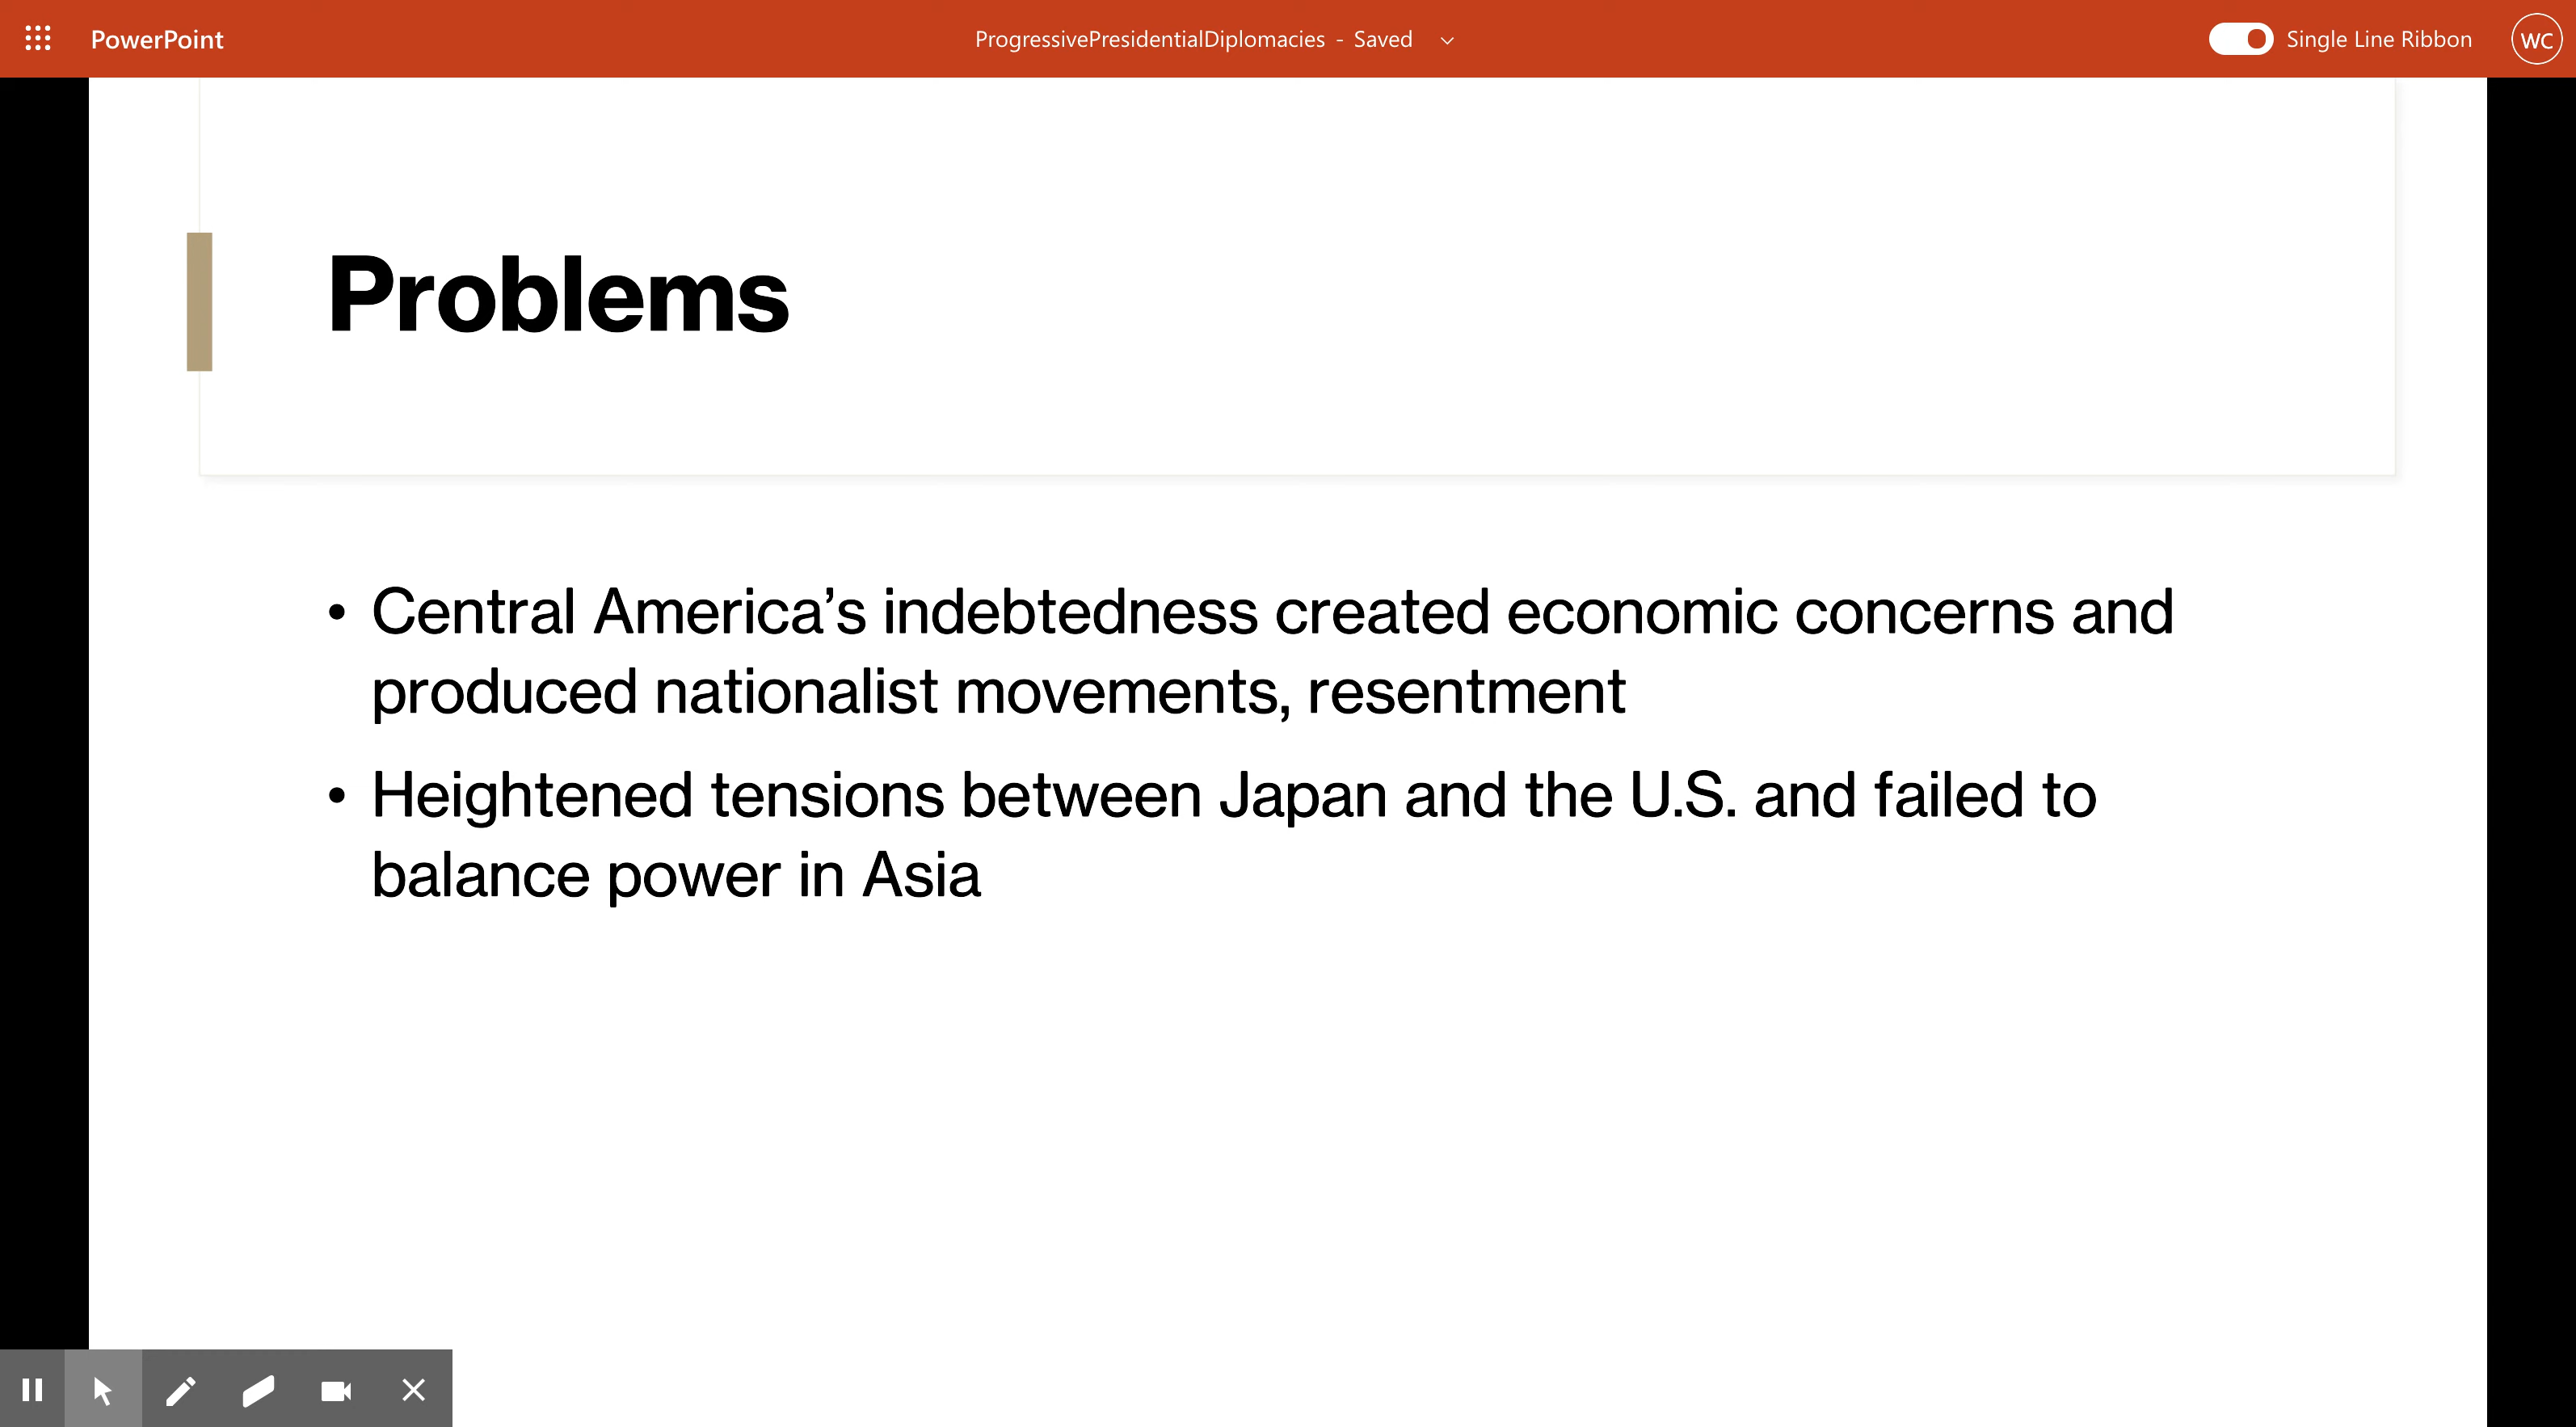 PowerPoint
ProgressivePresidentialDiplomacies - Saved
Single Line Ribbon
WC
Problems
• Central America’s indebtedness created economic concerns and
produced nationalist movements, resentment
• Heightened tensions between Japan and the U.S. and failed to
balance power in Asia